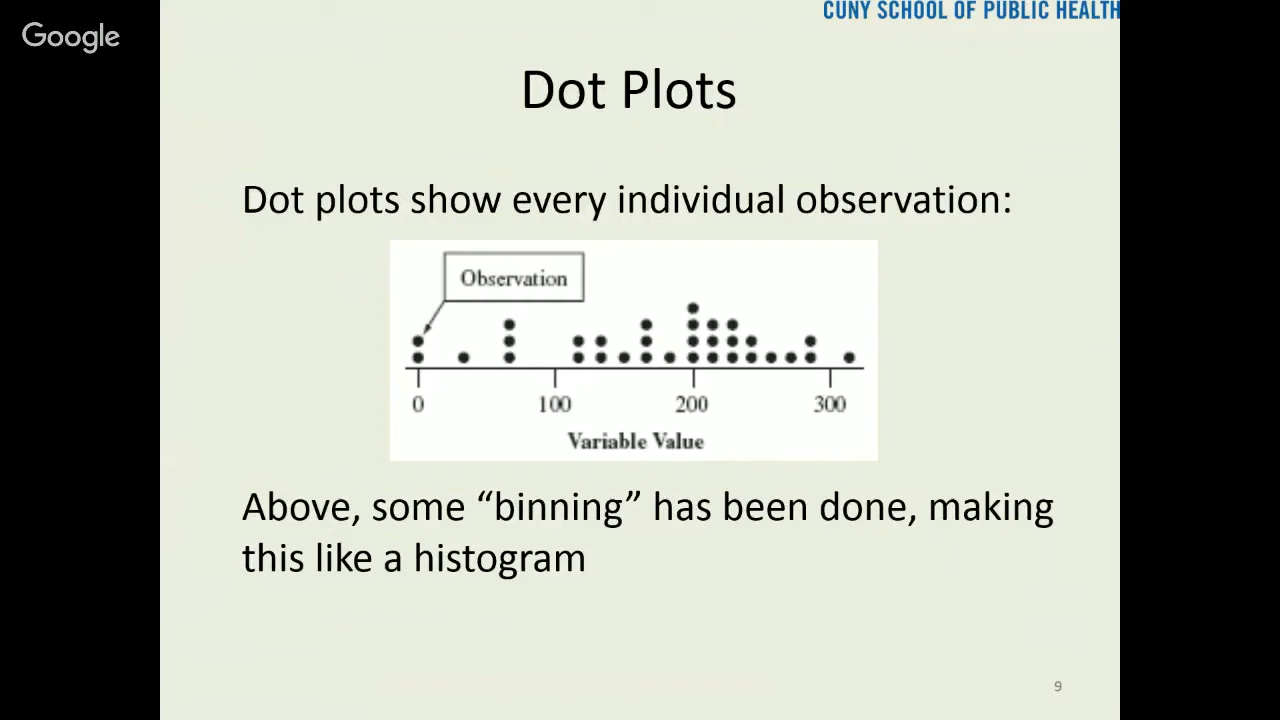 CUNY SCHOOL OF PUBLIC HEALTH
Google
Dot Plots
Dot plots show every individual observation:
Observation
0 100 200 300
Variable Value
Above, some “binning” has been done, making
this like a histogram
9